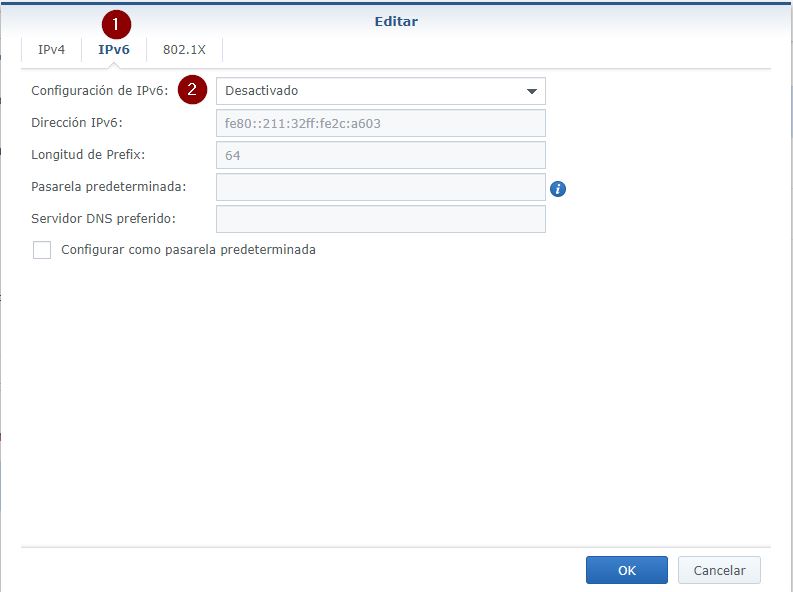 Editar
1
IPv4 IPv6 802.1X
Configuración de IPv6: 2 Desactivado
Dirección IPv6: fe80::211:32ff:fe2c:a603
Longitud de Prefix: 64
Pasarela predeterminada: i
Servidor DNS preferido:
Configurar como pasarela predeterminada
OK Cancelar